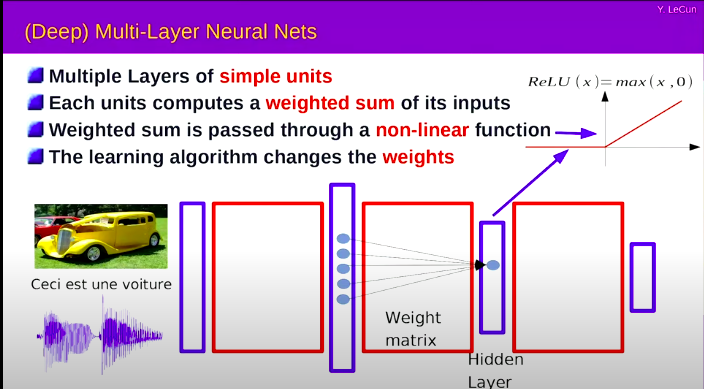 Y. LeCun
(Deep) Multi-Layer Neural Nets
Multiple Layers of simple units
ReLU (x)=max(x,0)
Each units computes a weighted sum of its inputs
Weighted sum is passed through a non-linear function
The learning algorithm changes the weights
Ceci est une voiture
Weight
matrix
Hidden
Layer